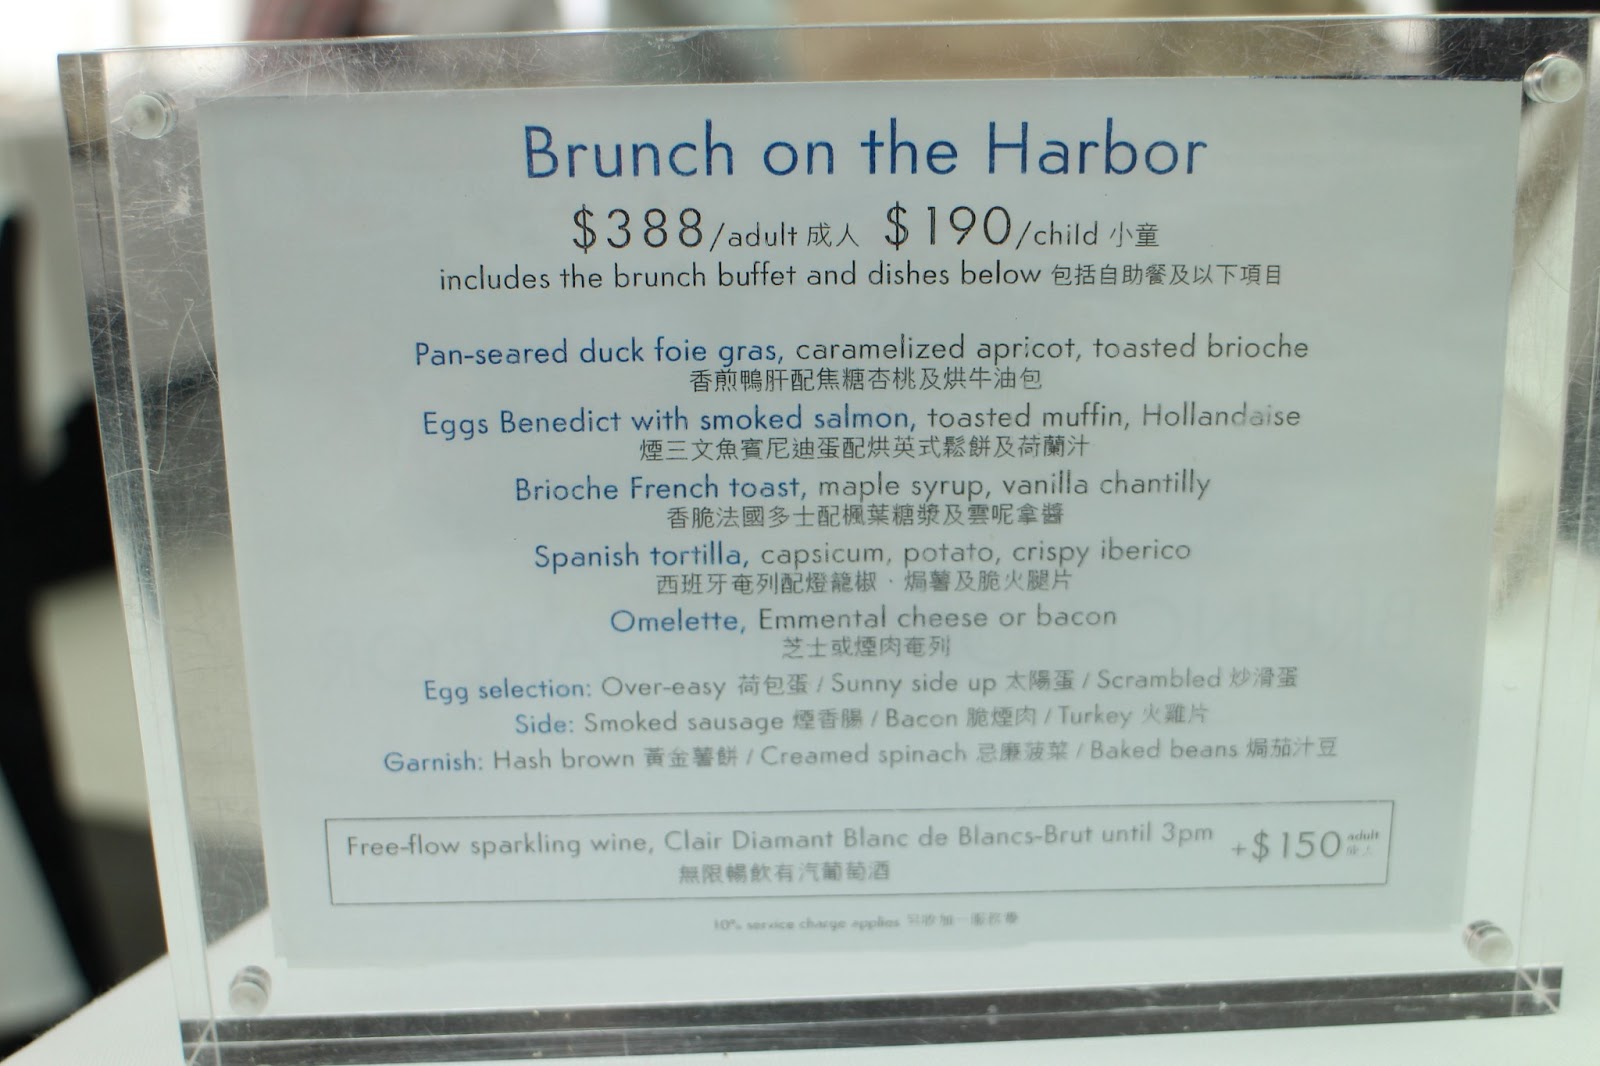 Brunch on the Harbor
$388/adult 成人 $190/child 小童
includes the brunch buffet and dishes below 包括自助餐及以下項目
Pan-seared duck foie gras, caramelized apricot, toasted brioche
香煎鴨肝配焦糖杏桃及烘牛油包
Eggs Benedict with smoked salmon, toasted muffin, Hollandaise
煙三文魚賓尼迪蛋配烘英式鬆餅及荷蘭汁
Brioche French toast, maple syrup, vanilla chantilly
香脆法國多士配楓葉糖漿及雲呢拿醬
Spanish tortilla, capsicum, potato, crispy iberico
西班牙奄列配燈籠椒、焗薯及脆火腿片
Omelette, Emmental cheese or bacon
芝士或煙肉奄列
Egg selection: Over-easy 荷包蛋 / Sunny side up 太陽蛋 / Scrambled 炒滑蛋
Side: Smoked sausage 煙香腸 / Bacon 脆煙肉 / Turkey 火雞片
Garnish: Hash brown 黃金薯餅 / Creamed spinach 忌廉菠菜 / Baked beans 焗茄汁豆
Free-flow sparkling wine, Clair Diamant Blanc de Blancs-Brut until 3pm +$150 adult 成人
無限暢飲有汽葡萄酒
10% service charge applies 另收加一服務費